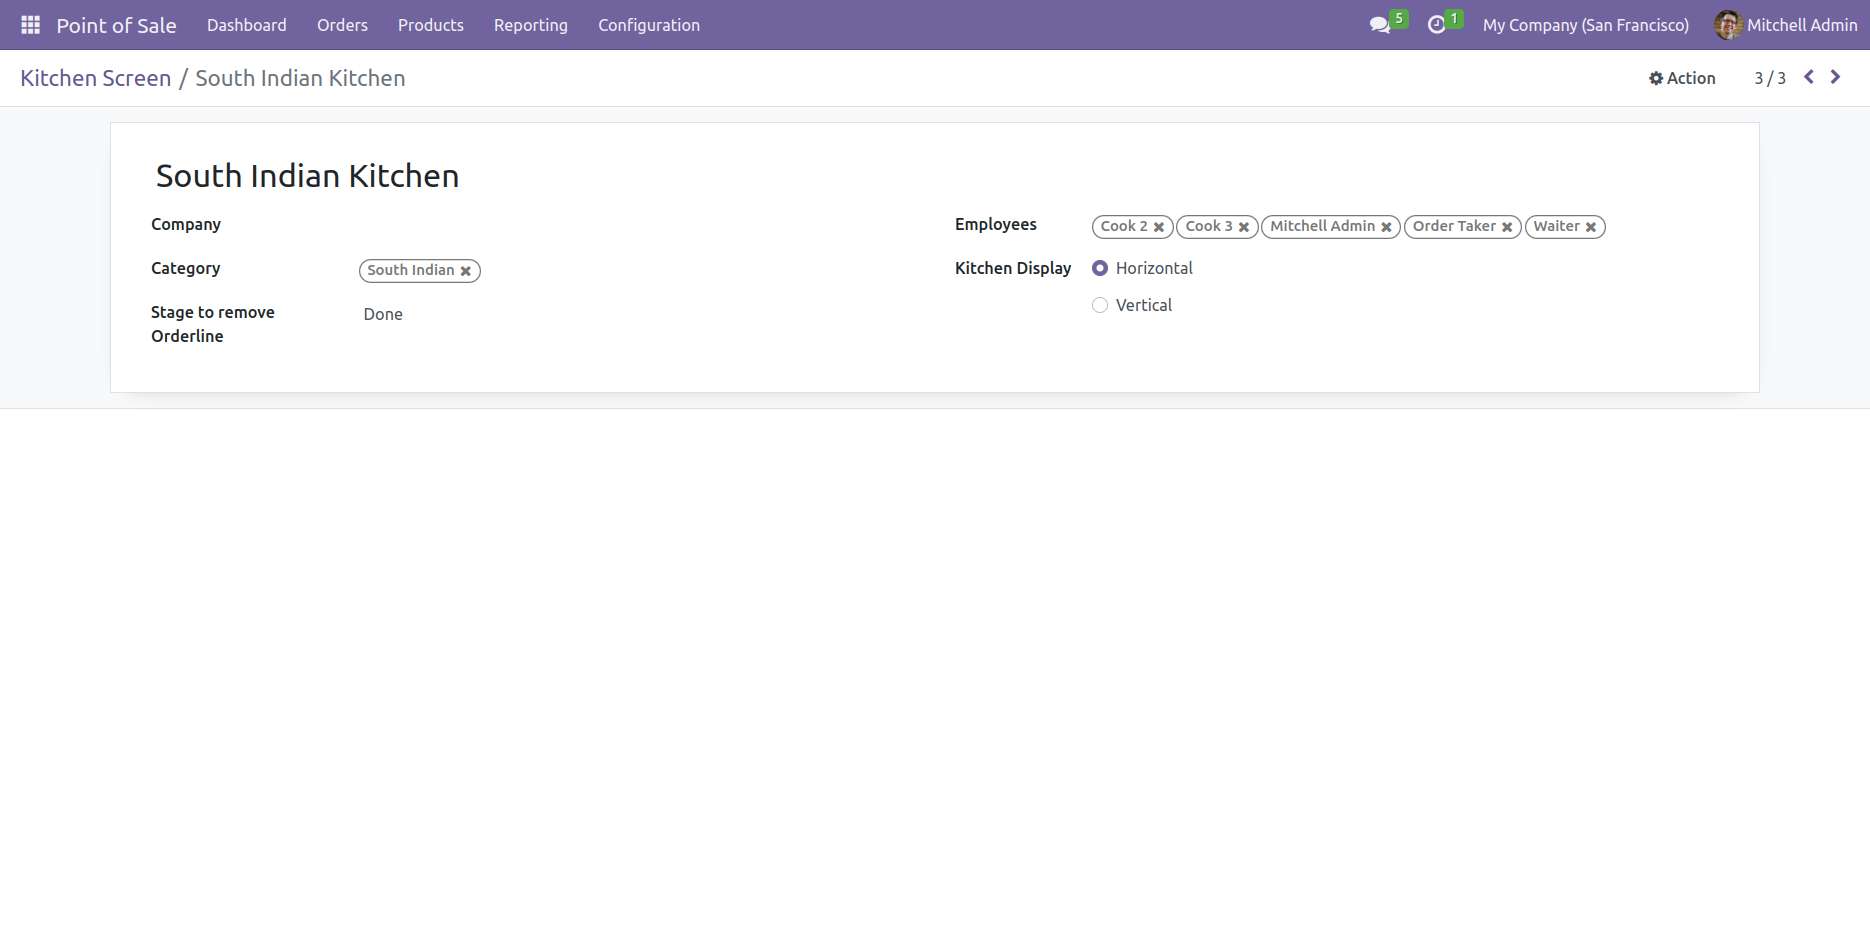 Point of Sale Dashboard Orders Products Reporting Configuration 5 1 My Company (San Francisco) Mitchell Admin
Kitchen Screen / South Indian Kitchen Action 3 / 3
South Indian Kitchen
Company Employees Cook 2 Cook 3 Mitchell Admin Order Taker Waiter
Category South Indian Kitchen Display Horizontal
Vertical
Stage to remove Done
Orderline